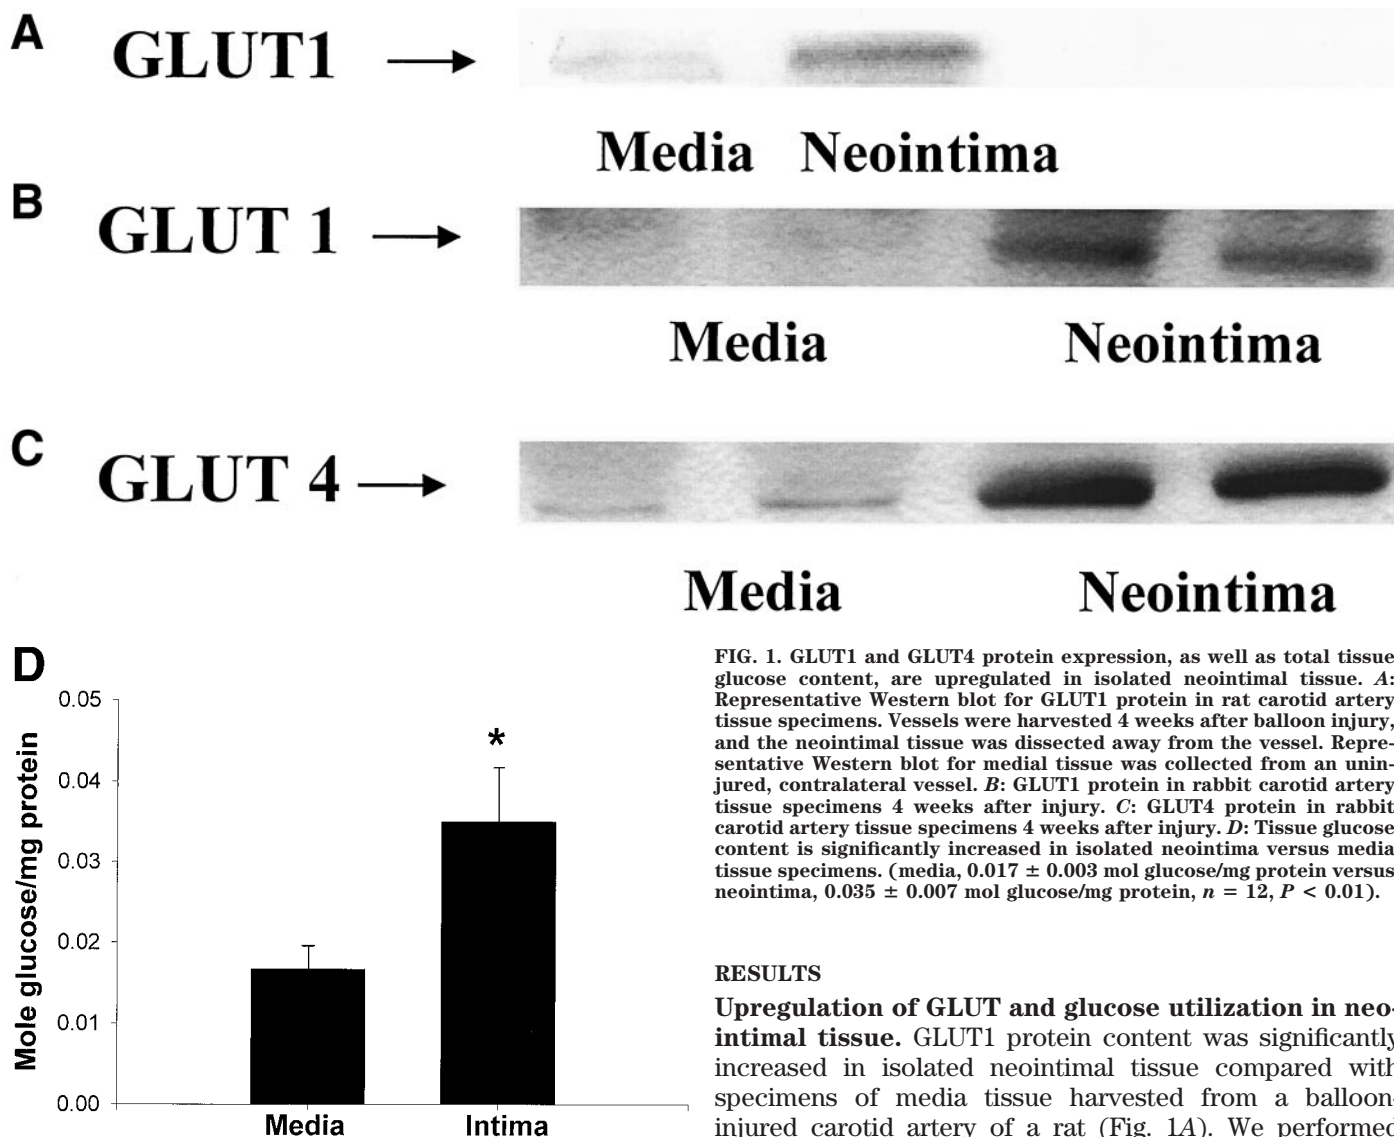 A
GLUT1
Media Neointima
B
GLUT 1
Media Neointima
C
GLUT 4
Media Neointima
D
0.05
0.04
0.03
0.02
0.01
0.00
Mole glucose/mg protein
*
Media Intima
FIG. 1. GLUT1 and GLUT4 protein expression, as well as total tissue
glucose content, are upregulated in isolated neointimal tissue. A:
Representative Western blot for GLUT1 protein in rat carotid artery
tissue specimens. Vessels were harvested 4 weeks after balloon injury,
and the neointimal tissue was dissected away from the vessel. Repre-
sentative Western blot for medial tissue was collected from an unin-
jured, contralateral vessel. B: GLUT1 protein in rabbit carotid artery
tissue specimens 4 weeks after injury. C: GLUT4 protein in rabbit
carotid artery tissue specimens 4 weeks after injury. D: Tissue glucose
content is significantly increased in isolated neointima versus media
tissue specimens. (media, 0.017 ± 0.003 mol glucose/mg protein versus
neointima, 0.035 ± 0.007 mol glucose/mg protein, n = 12, P < 0.01).
RESULTS
Upregulation of GLUT and glucose utilization in neo-
intimal tissue. GLUT1 protein content was significantly
increased in isolated neointimal tissue compared with
specimens of media tissue harvested from a balloon-
injured carotid artery of a rat (Fig. 1A). We performed